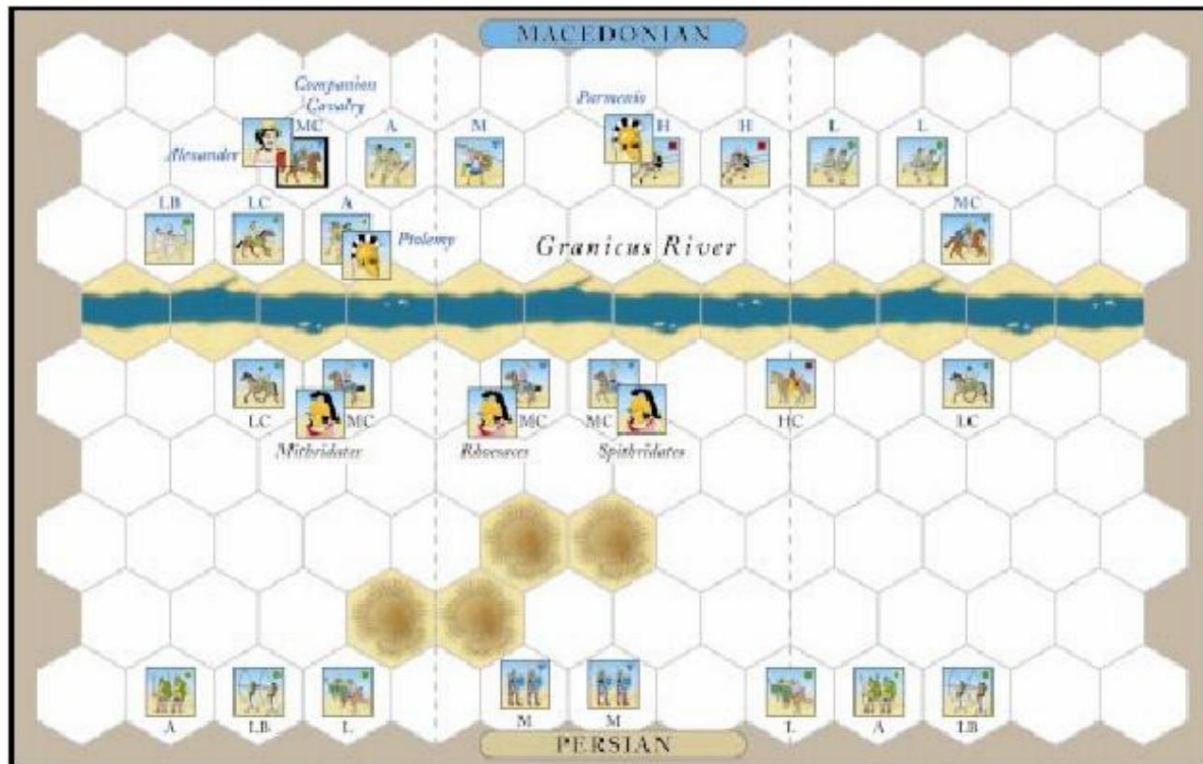 MACEDONIAN
Companion
Cavalry
Parmenio
MC
A
M
H
H
L
L
Alexander
LB
LC
A
MC
Ptolemy
Granicus River
LC
MC
MC
MC
HC
LC
Mithridates
Rhoesaces
Spithridates
A
LB
L
M
M
L
A
LB
PERSIAN